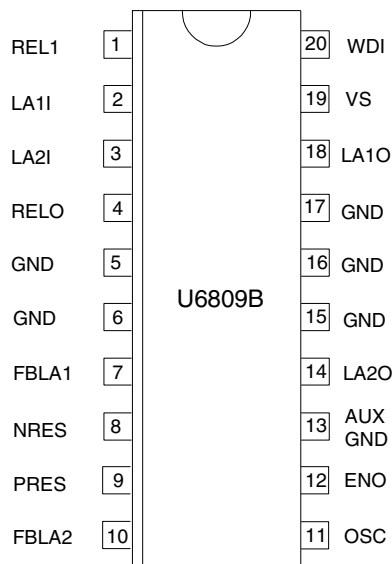 REL1 1 20 WDI
LA1I 2 19 VS
LA2I 3 18 LA1O
RELO 4 17 GND
GND 5 16 GND
U6809B
GND 6 15 GND
FBLA1 7 14 LA2O
NRES 8 13 AUX
GND
PRES 9 12 ENO
FBLA2 10 11 OSC